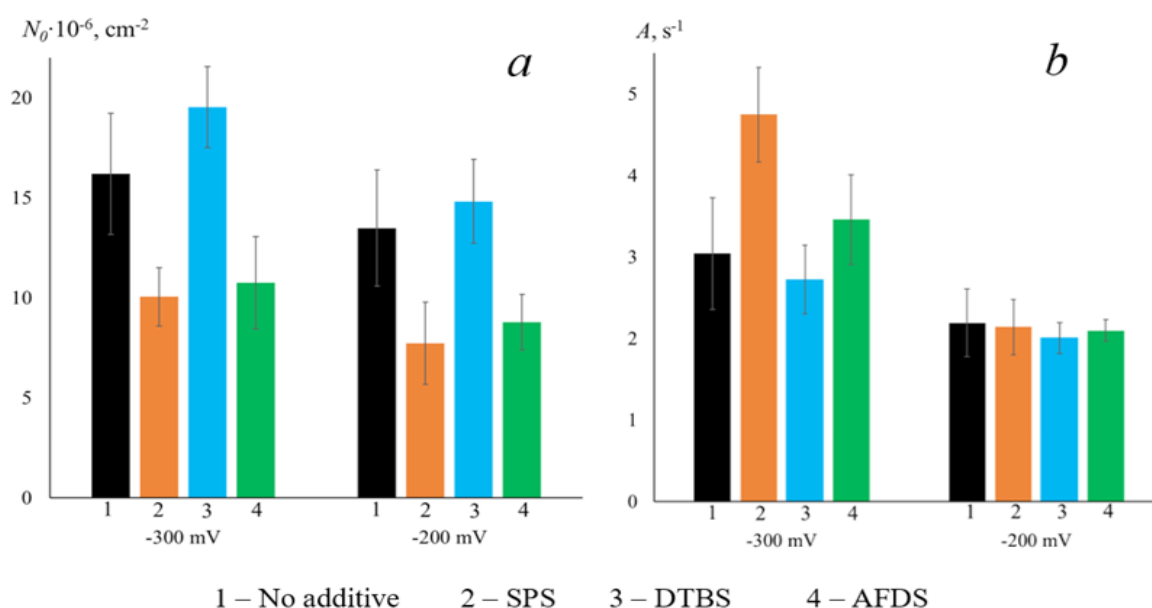 N₀·10⁻⁶, cm⁻²
a
20
15
10
5
0
1 2 3 4 1 2 3 4
-300 mV -200 mV
A, s⁻¹
b
5
4
3
2
1
0
1 2 3 4 1 2 3 4
-300 mV -200 mV
1 – No additive 2 – SPS 3 – DTBS 4 – AFDS